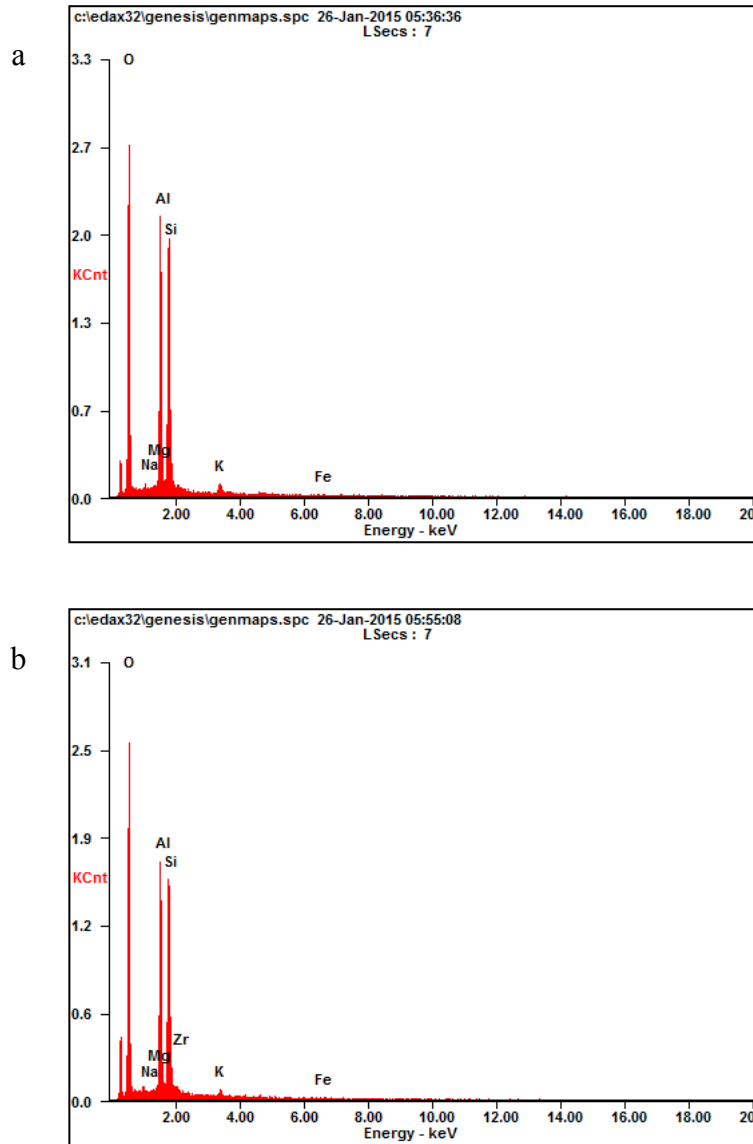 a
c:\edax32\genesis\genmaps.spc 26-Jan-2015 05:36:36
LSecs : 7
3.3
O
2.7
Al
2.0
Si
KCnt
1.3
0.7
Mg
Na
K
Fe
0.0
2.00 4.00 6.00 8.00 10.00 12.00 14.00 16.00 18.00 20
Energy - keV
b
c:\edax32\genesis\genmaps.spc 26-Jan-2015 05:55:08
LSecs : 7
3.1
O
2.5
1.9
Al
Si
KCnt
1.2
0.6
Zr
Mg
Na
K
Fe
0.0
2.00 4.00 6.00 8.00 10.00 12.00 14.00 16.00 18.00 20
Energy - keV